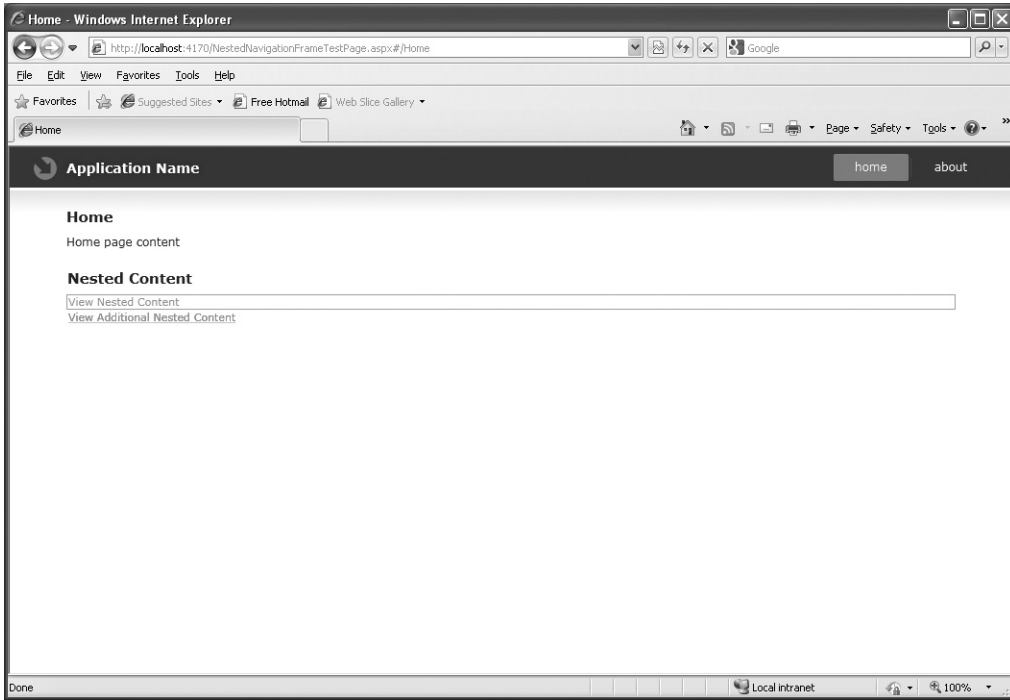 Home - Windows Internet Explorer
http://localhost:4170/NestedNavigationFrameTestPage.aspx#/Home
Google
File Edit View Favorites Tools Help
Favorites Suggested Sites Free Hotmail Web Slice Gallery
Home Page Safety Tools »
Application Name home about
Home
Home page content
Nested Content
View Nested Content
View Additional Nested Content
Done Local intranet 100%